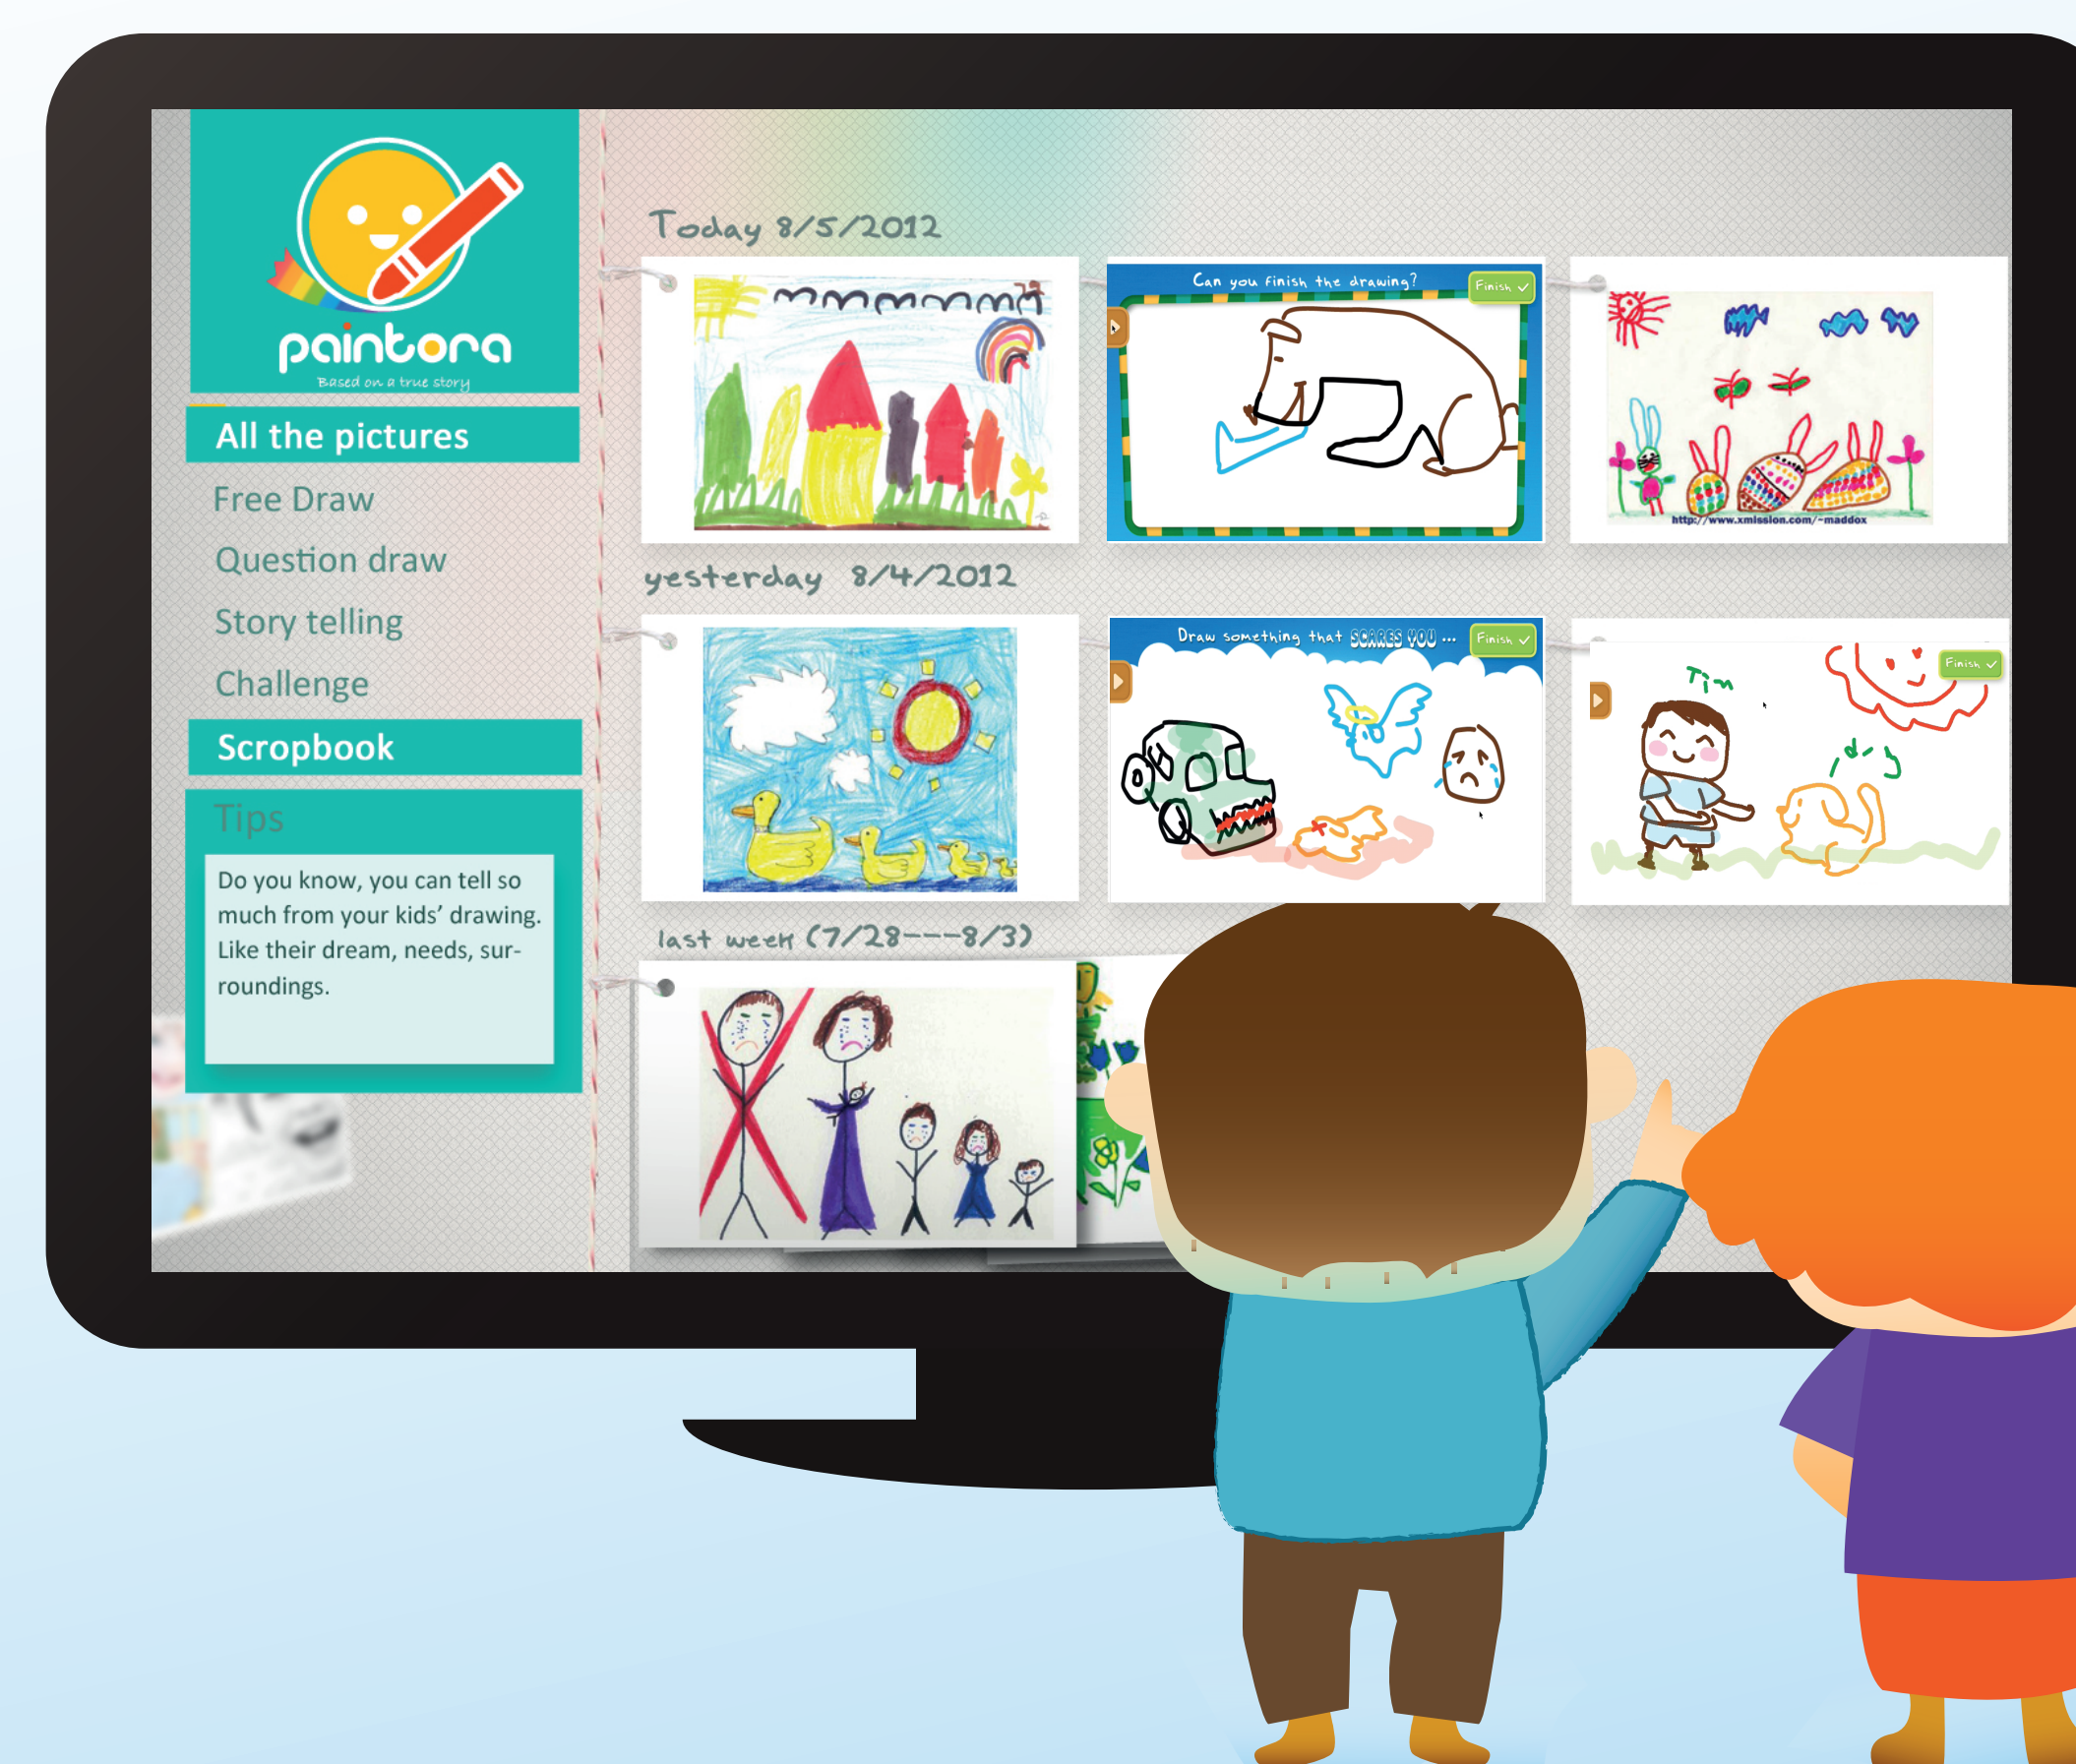 paintora
Based on a true story
All the pictures
Free Draw
Question draw
Story telling
Challenge
Scropbook
Tips
Do you know, you can tell so
much from your kids’ drawing.
Like their dream, needs, sur-
roundings.
Today 8/5/2012
Can you finish the drawing?
Finish
http://www.xmission.com/~maddox
yesterday 8/4/2012
Draw something that SCARES YOU ...
Finish
Tim
Finish
dog
last week (7/28---8/3)